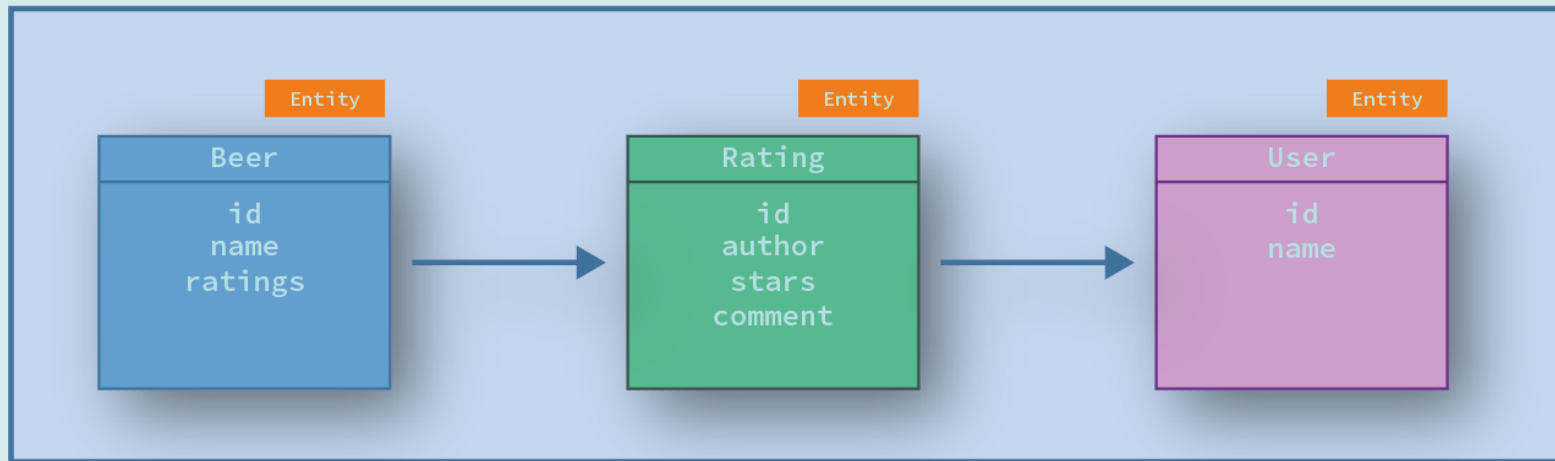 Entity
Beer
id
name
ratings
Entity
Rating
id
author
stars
comment
Entity
User
id
name